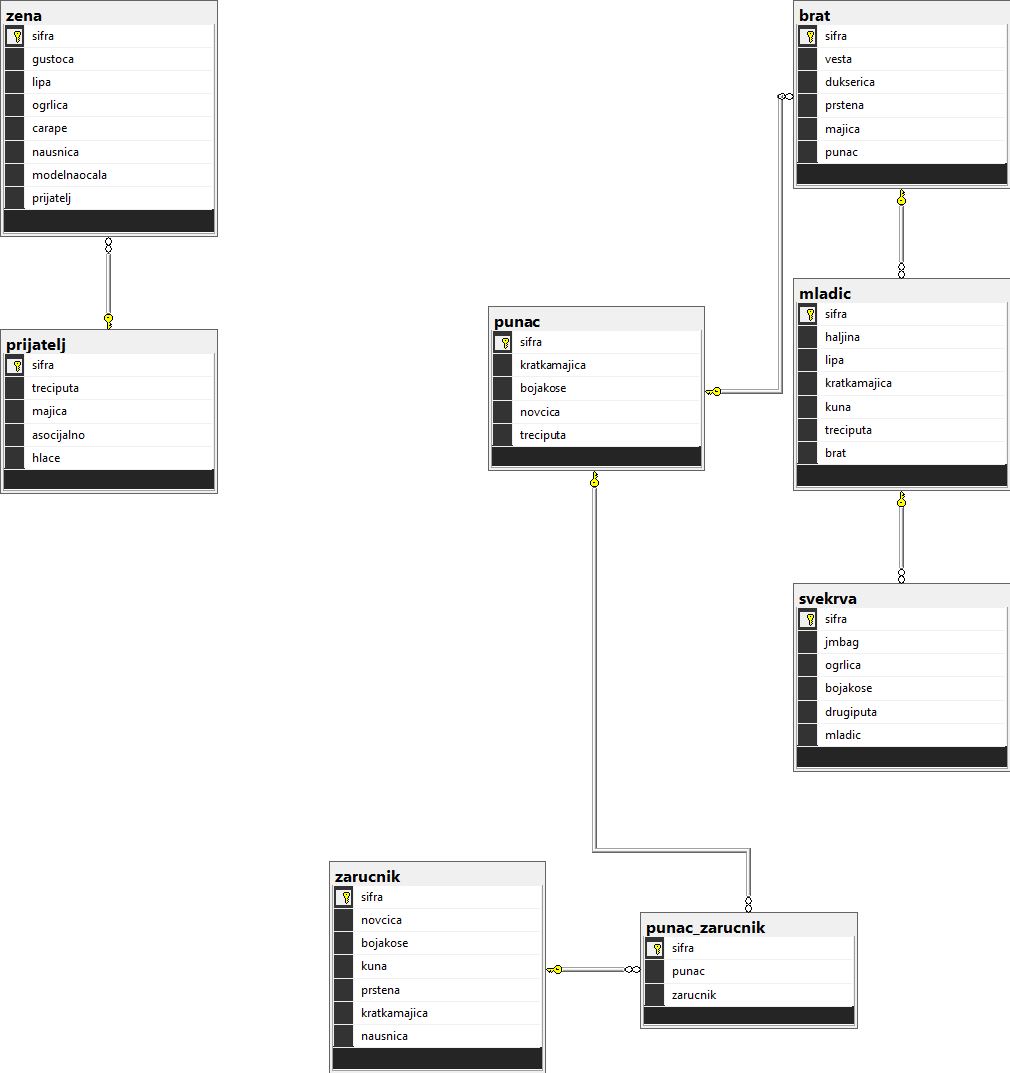 zena
sifra
gustoca
lipa
ogrlica
carape
nausnica
modelnaocala
prijatelj
prijatelj
sifra
treciputa
majica
asocijalno
hlace
punac
sifra
kratkamajica
bojakose
novcica
treciputa
brat
sifra
vesta
dukserica
prstena
majica
punac
mladic
sifra
haljina
lipa
kratkamajica
kuna
treciputa
brat
svekrva
sifra
jmbag
ogrlica
bojakose
drugiputa
mladic
zarucnik
sifra
novcica
bojakose
kuna
prstena
kratkamajica
nausnica
punac_zarucnik
sifra
punac
zarucnik